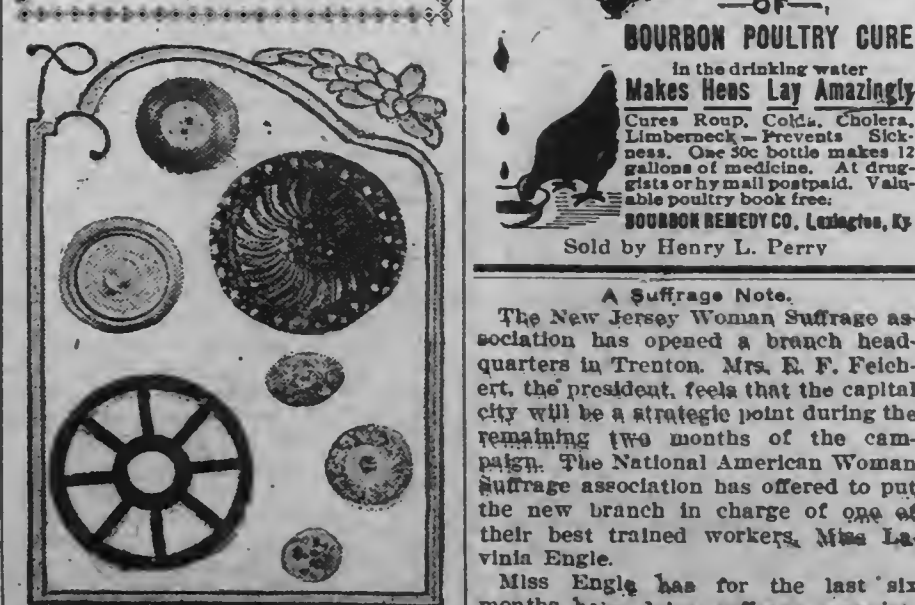 —OF—
BOURBON POULTRY CURE
in the drinking water
Makes Hens Lay Amazingly
Cures Roup, Colds, Cholera,
Limberneck — Prevents Sick-
ness. One 50c bottle makes 12
gallons of medicine. At drug-
gists or by mail postpaid. Valu-
able poultry book free.
BOURBON REMEDY CO. Lexington, Ky
Sold by Henry L. Perry
A Suffrage Note.
The New Jersey Woman Suffrage as-
sociation has opened a branch head-
quarters in Trenton. Mrs. E. F. Feich-
ert, the president, feels that the capital
city will be a strategic point during the
remaining two months of the cam-
paign. The National American Woman
Suffrage association has offered to put
the new branch in charge of one of
their best trained workers, Miss La-
vinia Engle.
Miss Engle has for the last six
months